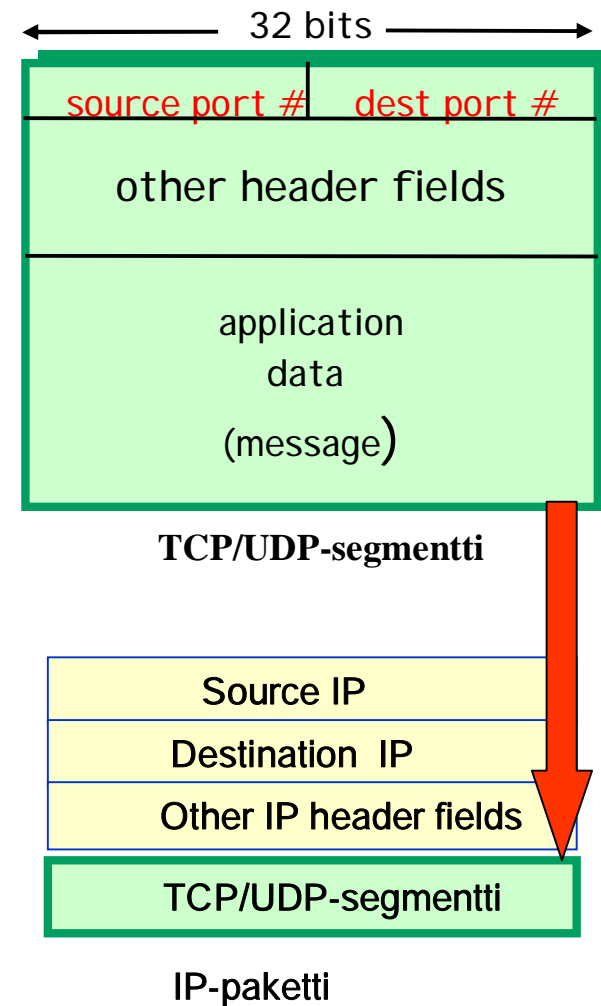 32 bits
source port # dest port #
other header fields
application
data
(message)
TCP/UDP-segmentti
Source IP
Destination IP
Other IP header fields
TCP/UDP-segmentti
IP-paketti